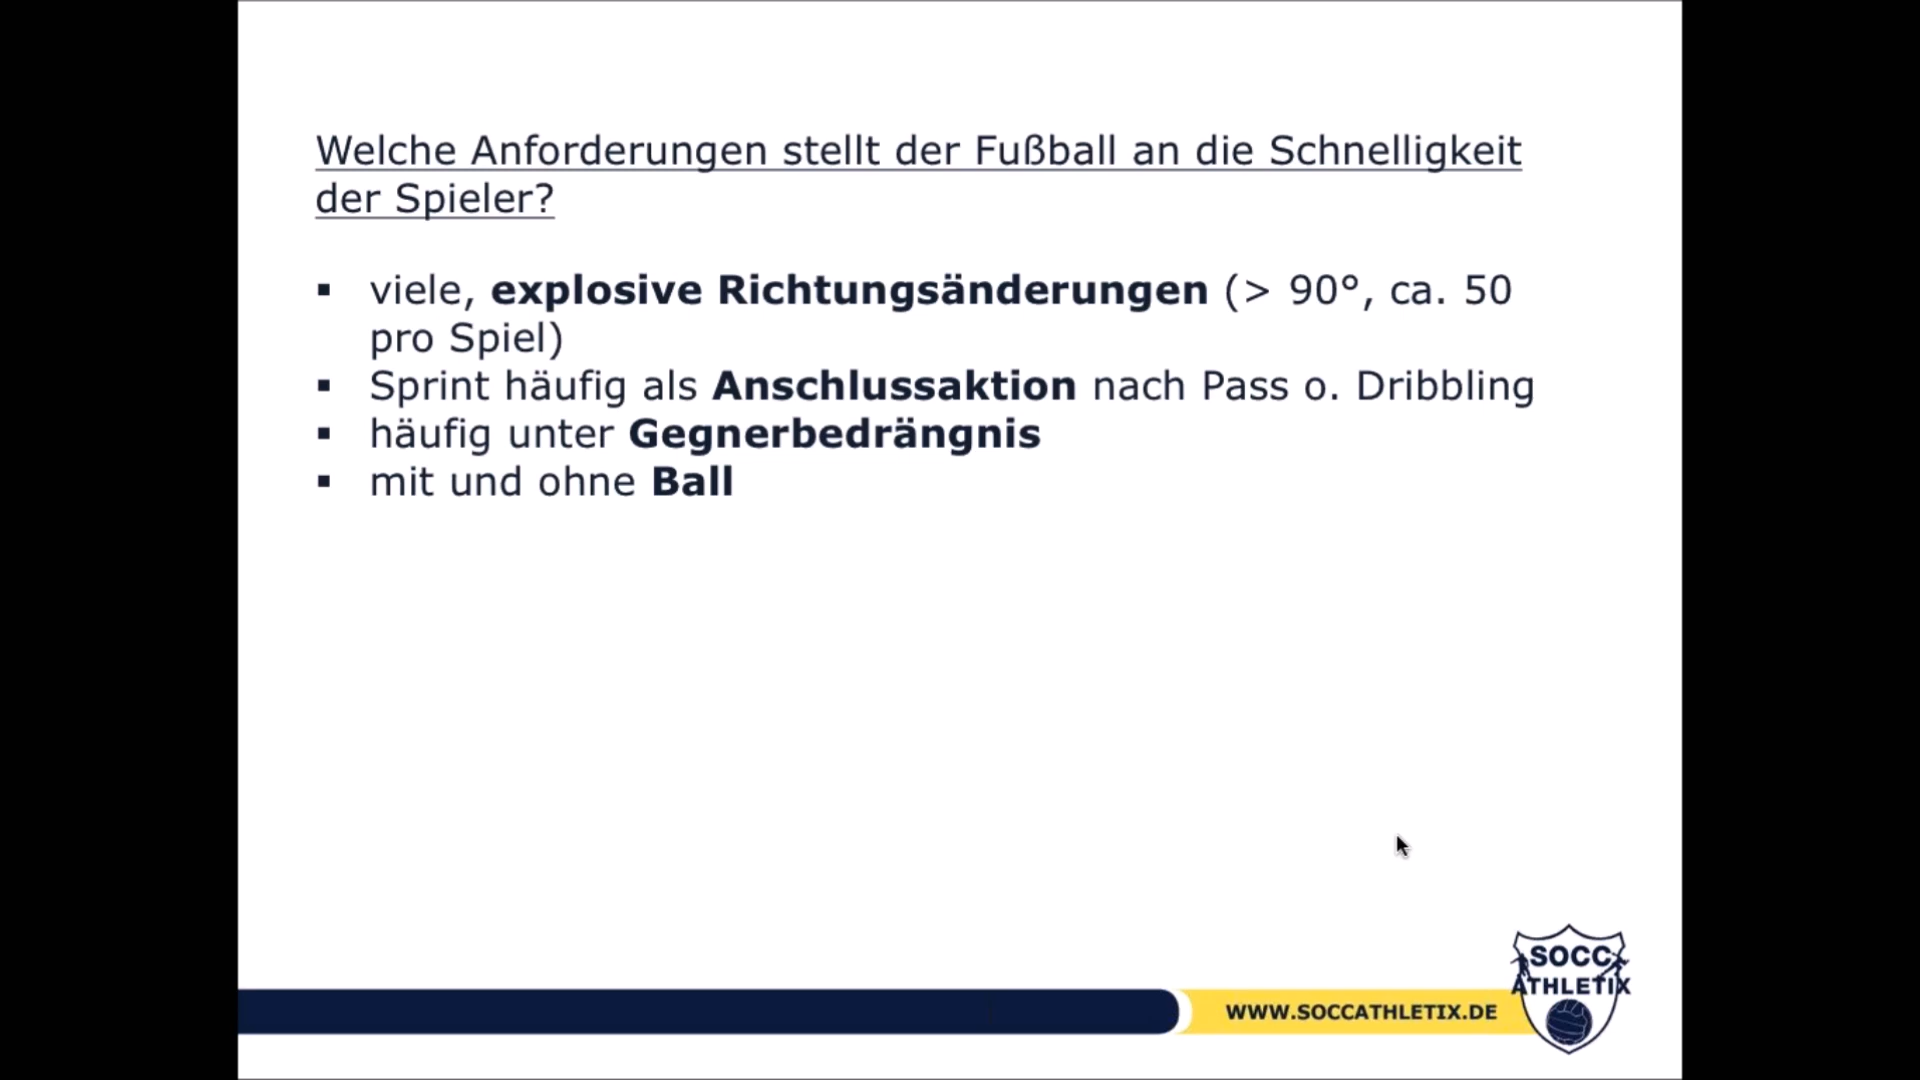 Welche Anforderungen stellt der Fußball an die Schnelligkeit
der Spieler?
▪ viele, explosive Richtungsänderungen (> 90°, ca. 50
pro Spiel)
▪ Sprint häufig als Anschlussaktion nach Pass o. Dribbling
▪ häufig unter Gegnerbedrängnis
▪ mit und ohne Ball
WWW.SOCCATHLETIX.DE
SOCC
ATHLETIX